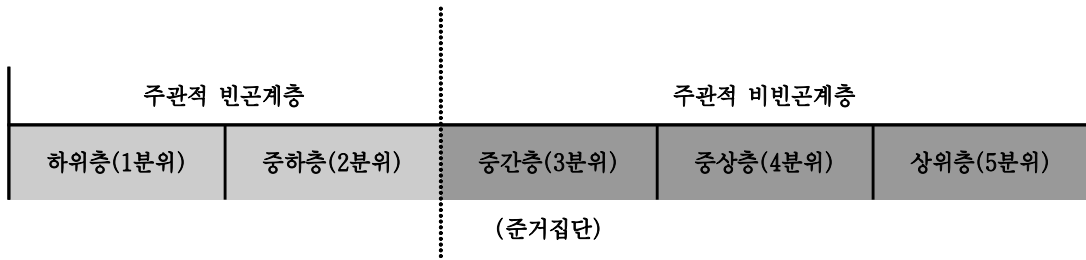 주관적 빈곤계층 주관적 비빈곤계층
하위층(1분위) 중하층(2분위) 중간층(3분위) 중상층(4분위) 상위층(5분위)
(준거집단)